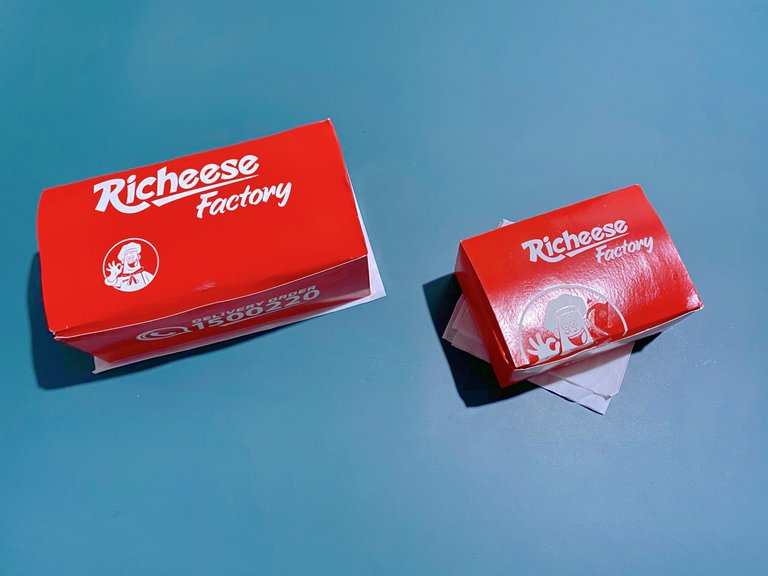 Richeese
Factory
DELIVERY ORDER
1500220
Richeese
Factory